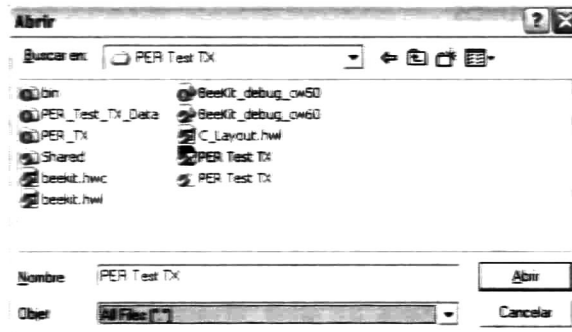 Abrir
Buscar en: PER Test TX
bin
PER_Test_TX_Data
PER_TX
Shared
beekit.hwc
beekit.hwl
BeeKit_debug_cw50
BeeKit_debug_cw60
C_Layout.hwl
PER Test TX
PER Test TX
Nombre PER Test TX Abrir
Objet All Files (*.*) Cancelar